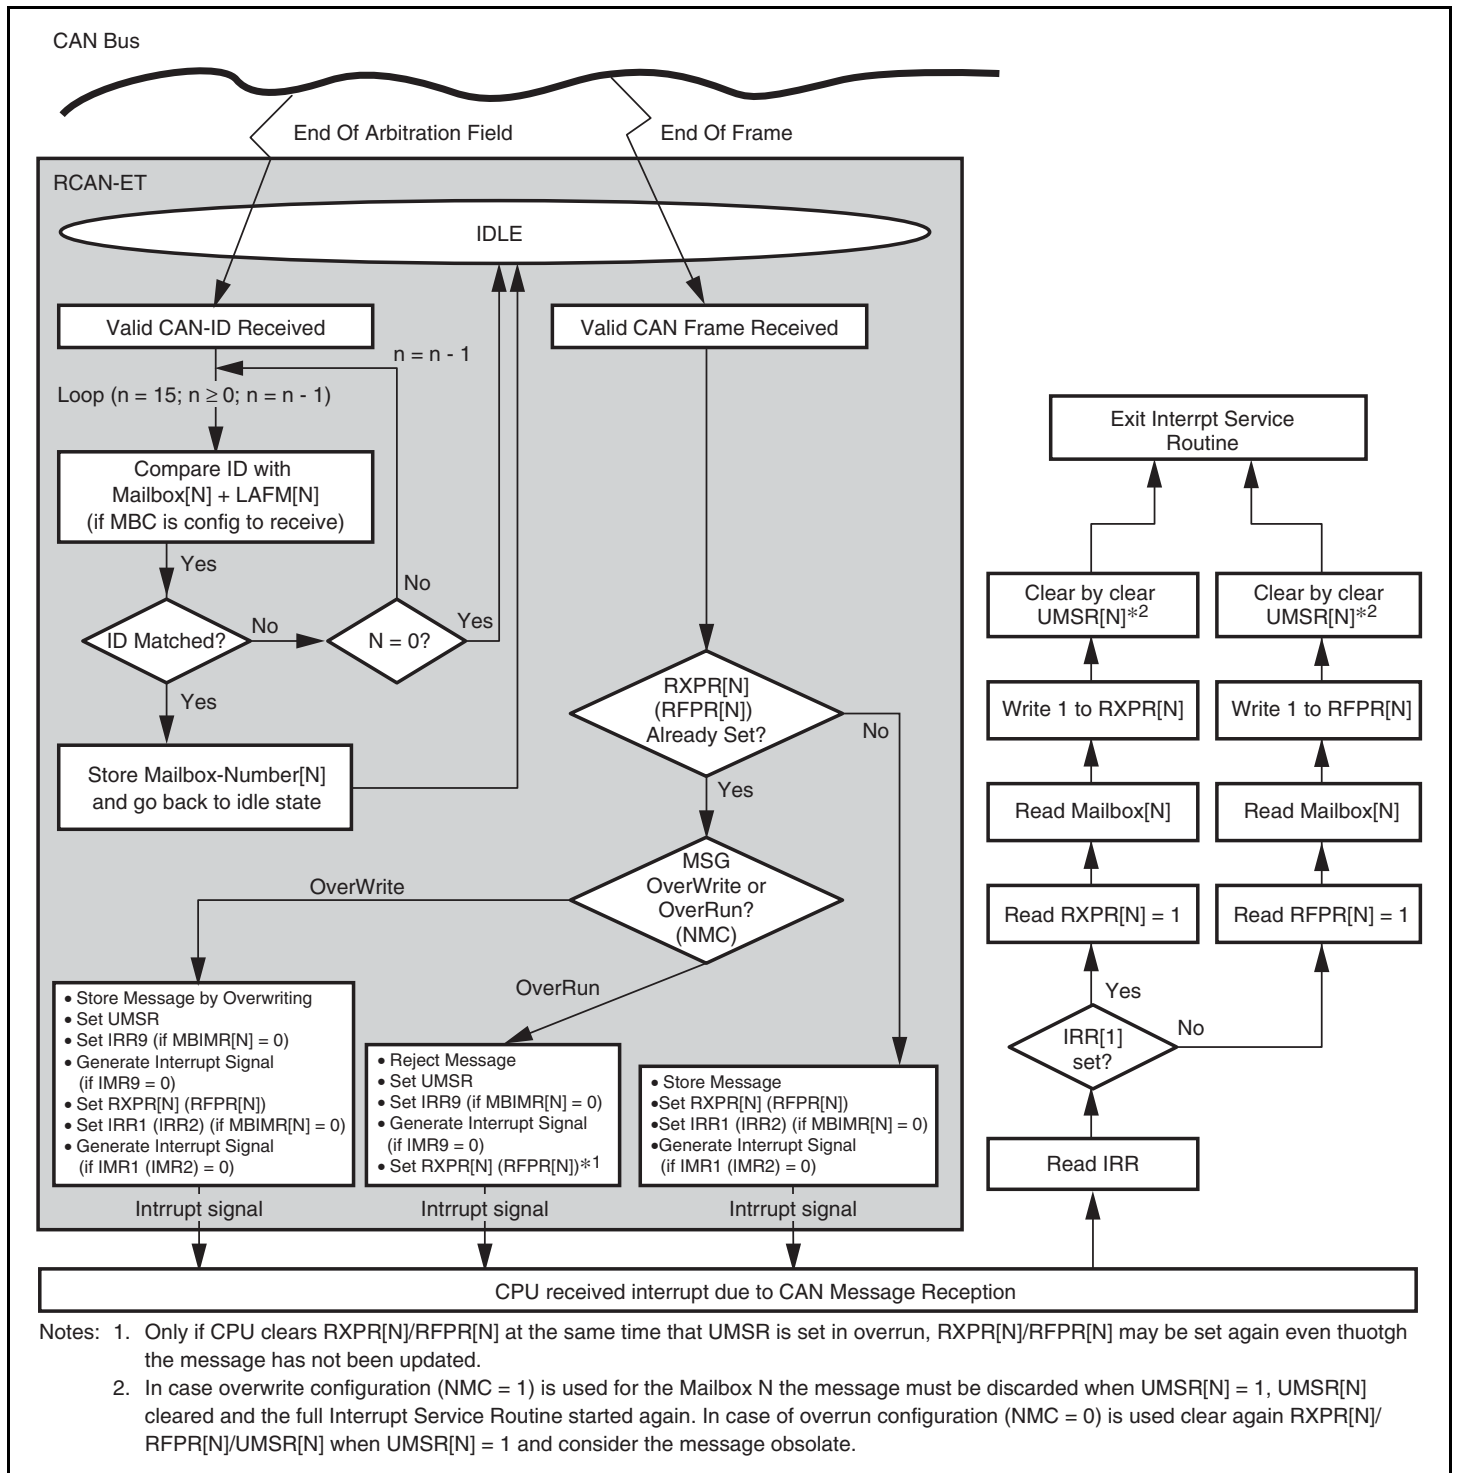 CAN Bus
End Of Arbitration Field
End Of Frame
RCAN-ET
IDLE
Valid CAN-ID Received
Valid CAN Frame Received
n = n - 1
Loop (n = 15; n ≥ 0; n = n - 1)
Compare ID with
Mailbox[N] + LAFM[N]
(if MBC is config to receive)
Yes
ID Matched?
No
N = 0?
No
Yes
Yes
Store Mailbox-Number[N]
and go back to idle state
RXPR[N]
(RFPR[N])
Already Set?
No
Yes
MSG
OverWrite or
OverRun?
(NMC)
OverWrite
OverRun
• Store Message by Overwriting
• Set UMSR
• Set IRR9 (if MBIMR[N] = 0)
• Generate Interrupt Signal
(if IMR9 = 0)
• Set RXPR[N] (RFPR[N])
• Set IRR1 (IRR2) (if MBIMR[N] = 0)
• Generate Interrupt Signal
(if IMR1 (IMR2) = 0)
• Reject Message
• Set UMSR
• Set IRR9 (if MBIMR[N] = 0)
• Generate Interrupt Signal
(if IMR9 = 0)
• Set RXPR[N] (RFPR[N])*1
• Store Message
•Set RXPR[N] (RFPR[N])
•Set IRR1 (IRR2) (if MBIMR[N] = 0)
•Generate Interrupt Signal
(if IMR1 (IMR2) = 0)
Intrrupt signal
Intrrupt signal
Intrrupt signal
Exit Interrpt Service
Routine
Clear by clear
UMSR[N]*2
Clear by clear
UMSR[N]*2
Write 1 to RXPR[N]
Write 1 to RFPR[N]
Read Mailbox[N]
Read Mailbox[N]
Read RXPR[N] = 1
Read RFPR[N] = 1
Yes
IRR[1]
set?
No
Read IRR
CPU received interrupt due to CAN Message Reception
Notes: 1. Only if CPU clears RXPR[N]/RFPR[N] at the same time that UMSR is set in overrun, RXPR[N]/RFPR[N] may be set again even thuotgh
the message has not been updated.
2. In case overwrite configuration (NMC = 1) is used for the Mailbox N the message must be discarded when UMSR[N] = 1, UMSR[N]
cleared and the full Interrupt Service Routine started again. In case of overrun configuration (NMC = 0) is used clear again RXPR[N]/
RFPR[N]/UMSR[N] when UMSR[N] = 1 and consider the message obsolate.